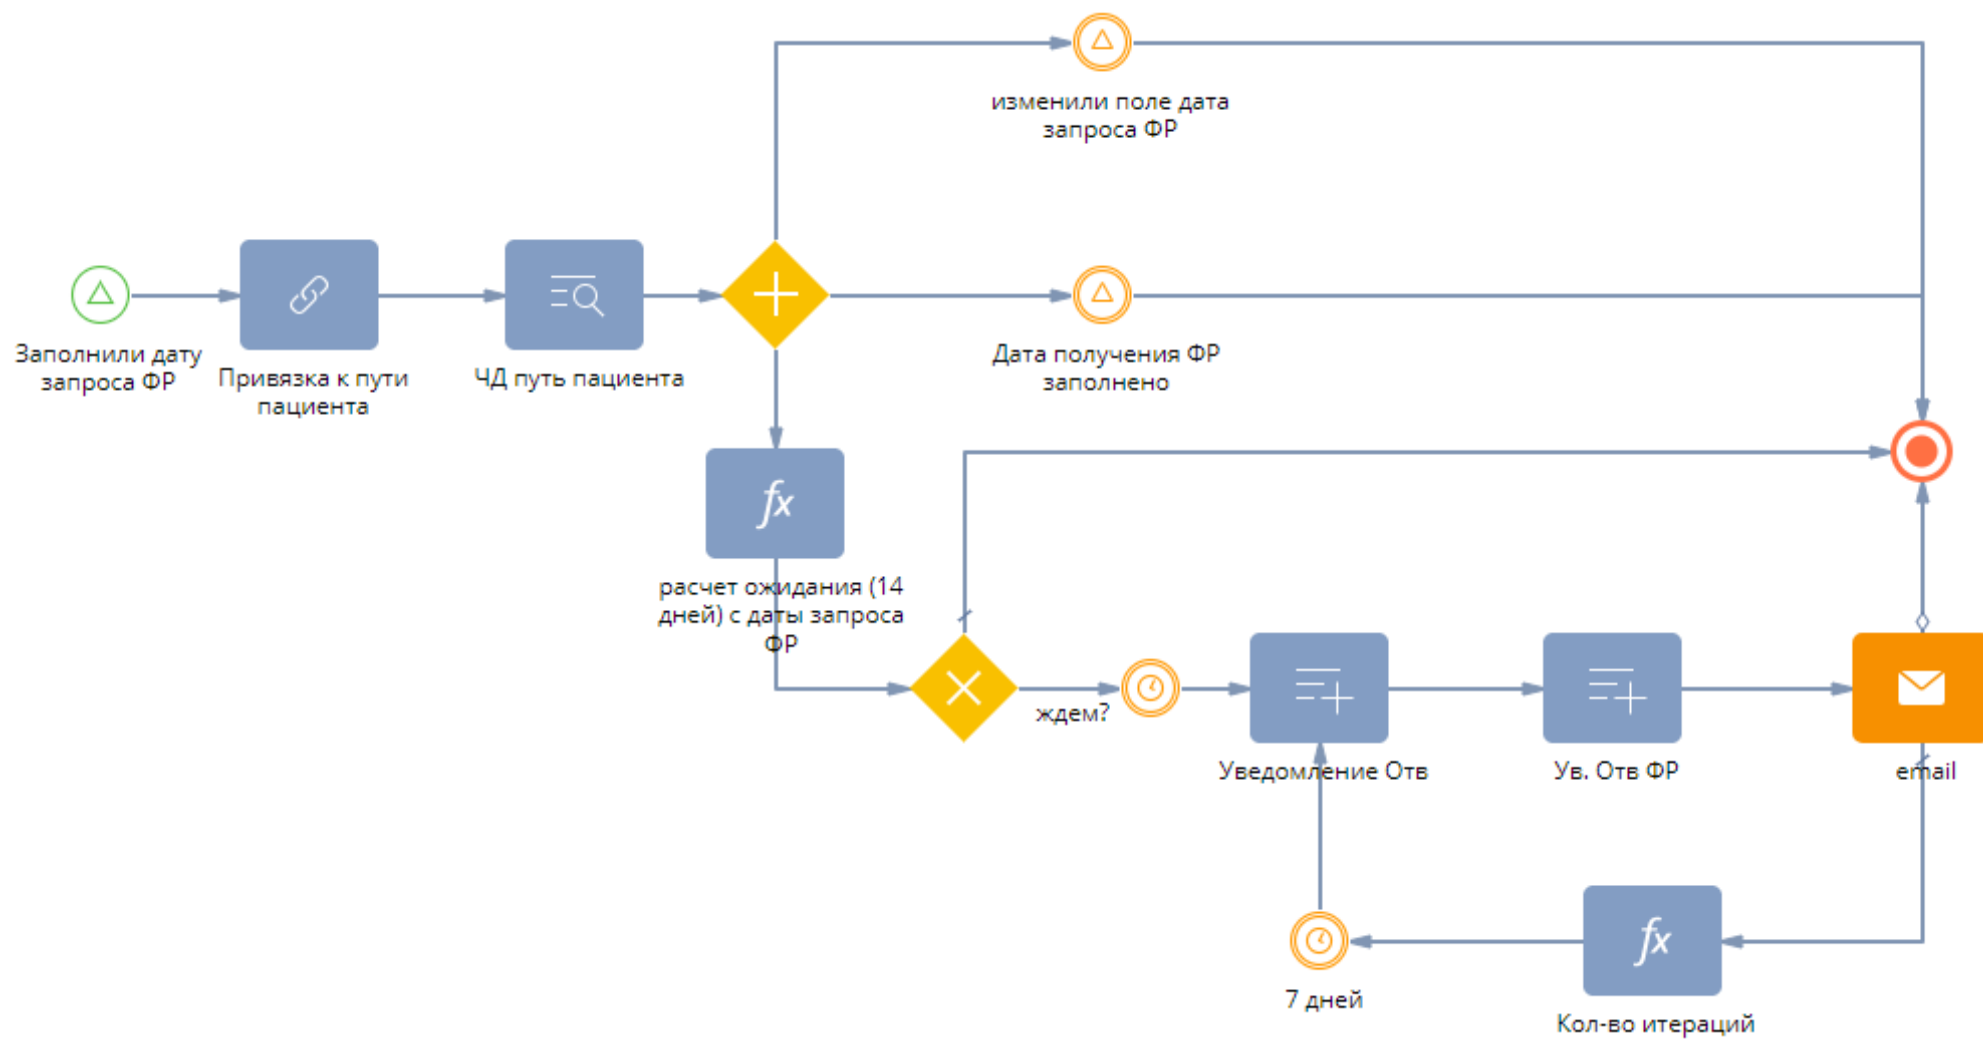 изменили поле дата
запроса ФР
Заполнили дату
запроса ФР
Привязка к пути
пациента
ЧД путь пациента
Дата получения ФР
заполнено
fx
расчет ожидания (14
дней) с даты запроса
ФР
ждем?
Уведомление Отв
Ув. Отв ФР
email
7 дней
fx
Кол-во итераций